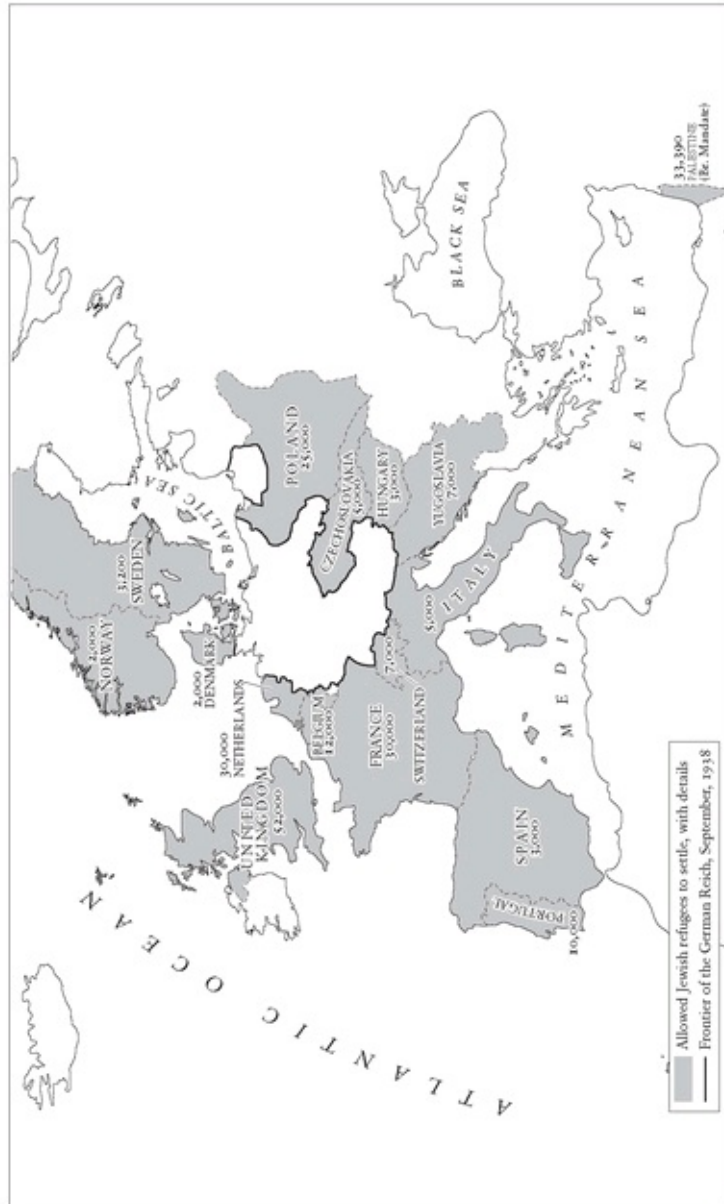 ATLANTIC OCEAN
2,000
NORWAY
3,200
SWEDEN
BALTIC SEA
2,000
DENMARK
30,000
NETHERLANDS
UNITED
KINGDOM
52,000
BELGIUM
12,000
POLAND
25,000
CZECHOSLOVAKIA
5,000
HUNGARY
3,000
YUGOSLAVIA
7,000
FRANCE
30,000
7,000
SWITZERLAND
5,000
ITALY
SPAIN
3,000
PORTUGAL
10,000
BLACK SEA
MEDITERRANEAN SEA
33,390
PALESTINE
(Br. Mandate)
Allowed Jewish refugees to settle, with details
Frontier of the German Reich, September, 1938